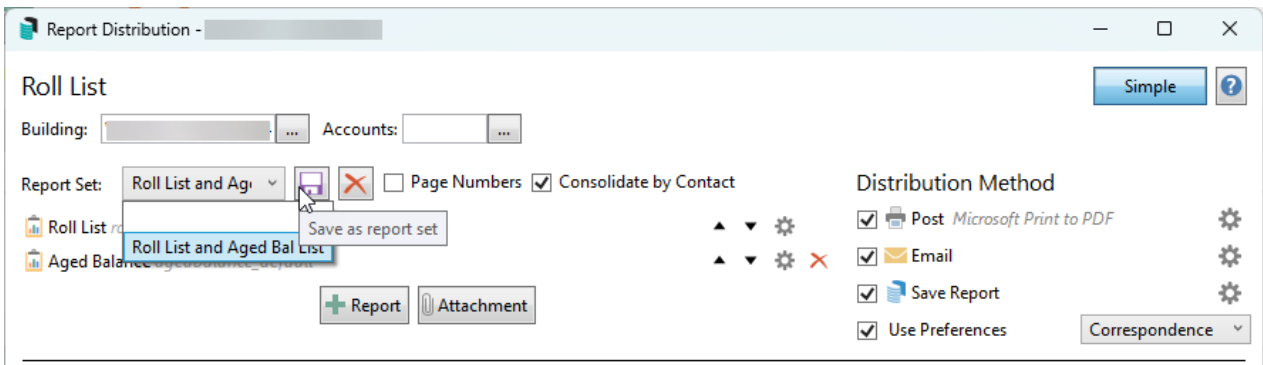 Report Distribution -
Roll List
Simple
Building: ... Accounts: ...
Report Set: Roll List and Ag Page Numbers Consolidate by Contact
Distribution Method
Roll List
Save as report set
Post Microsoft Print to PDF
Roll List and Aged Bal List
Aged Balance
Email
Report Attachment
Save Report
Use Preferences Correspondence